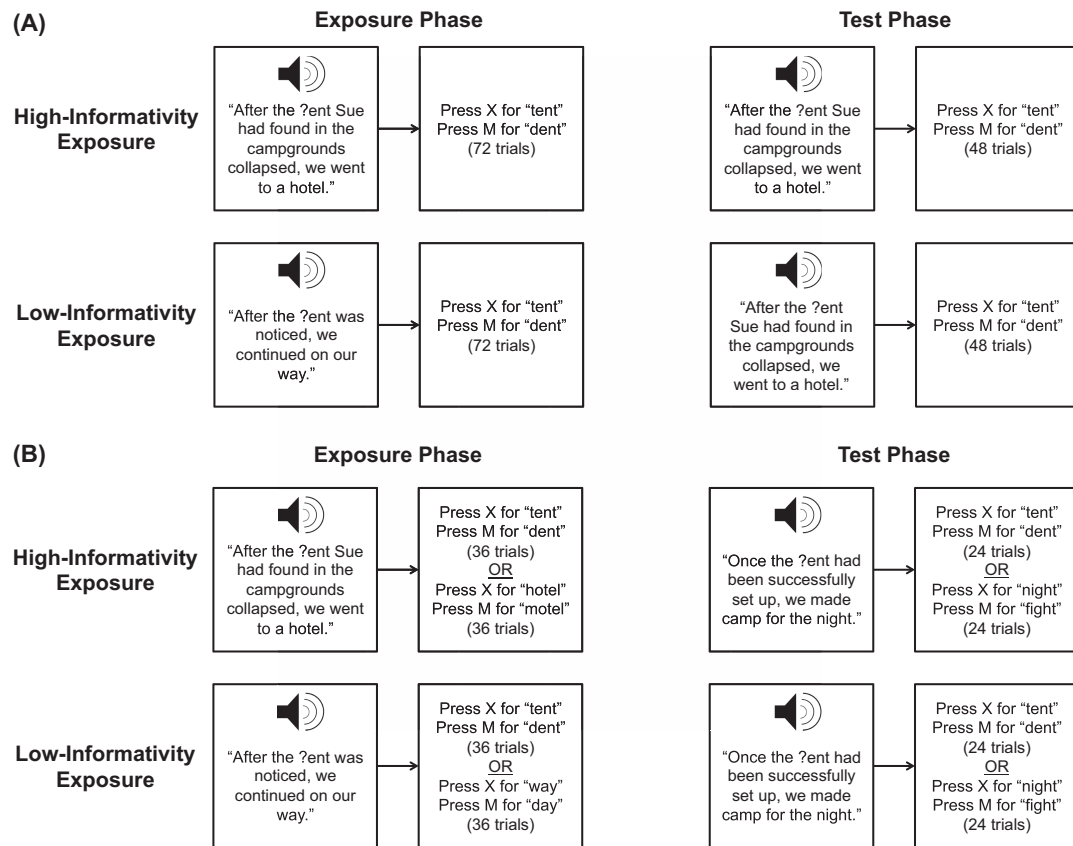 (A)
Exposure Phase
Test Phase
High-Informativity
Exposure
“After the ?ent Sue
had found in the
campgrounds
collapsed, we went
to a hotel.”
Press X for “tent”
Press M for “dent”
(72 trials)
“After the ?ent Sue
had found in the
campgrounds
collapsed, we went
to a hotel.”
Press X for “tent”
Press M for “dent”
(48 trials)
Low-Informativity
Exposure
“After the ?ent was
noticed, we
continued on our
way.”
Press X for “tent”
Press M for “dent”
(72 trials)
“After the ?ent
Sue had found in
the campgrounds
collapsed, we
went to a hotel.”
Press X for “tent”
Press M for “dent”
(48 trials)
(B)
Exposure Phase
Test Phase
High-Informativity
Exposure
“After the ?ent Sue
had found in the
campgrounds
collapsed, we went
to a hotel.”
Press X for “tent”
Press M for “dent”
(36 trials)
OR
Press X for “hotel”
Press M for “motel”
(36 trials)
“Once the ?ent had
been successfully
set up, we made
camp for the night.”
Press X for “tent”
Press M for “dent”
(24 trials)
OR
Press X for “night”
Press M for “fight”
(24 trials)
Low-Informativity
Exposure
“After the ?ent was
noticed, we
continued on our
way.”
Press X for “tent”
Press M for “dent”
(36 trials)
OR
Press X for “way”
Press M for “day”
(36 trials)
“Once the ?ent had
been successfully
set up, we made
camp for the night.”
Press X for “tent”
Press M for “dent”
(24 trials)
OR
Press X for “night”
Press M for “fight”
(24 trials)